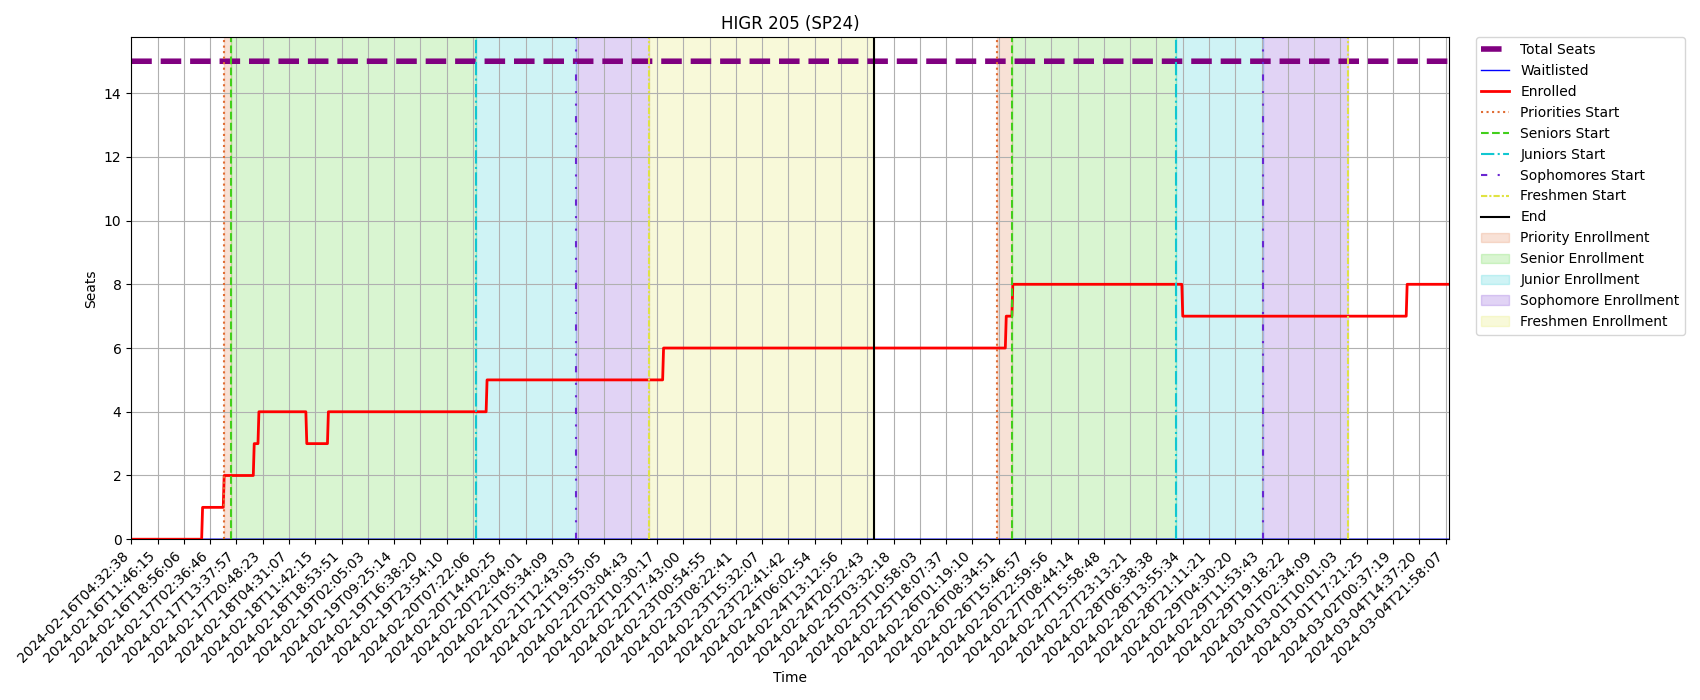 HIGR 205 (SP24)
Seats
14
12
10
8
6
4
2
0
2024-02-16T04:32:38
2024-02-16T11:46:15
2024-02-16T18:56:06
2024-02-17T02:36:46
2024-02-17T13:37:57
2024-02-17T20:48:23
2024-02-18T04:31:07
2024-02-18T11:42:15
2024-02-18T18:53:51
2024-02-19T02:05:03
2024-02-19T09:25:14
2024-02-19T16:38:20
2024-02-19T23:54:10
2024-02-20T07:22:06
2024-02-20T14:40:25
2024-02-20T22:04:01
2024-02-21T05:34:09
2024-02-21T12:43:03
2024-02-21T19:55:05
2024-02-22T03:04:43
2024-02-22T10:30:17
2024-02-22T17:43:00
2024-02-23T00:54:55
2024-02-23T08:22:41
2024-02-23T15:32:07
2024-02-23T22:41:42
2024-02-24T06:02:54
2024-02-24T13:12:56
2024-02-24T20:22:43
2024-02-25T03:32:18
2024-02-25T10:58:03
2024-02-25T18:07:37
2024-02-26T01:19:10
2024-02-26T08:34:51
2024-02-26T15:46:57
2024-02-26T22:59:56
2024-02-27T08:44:14
2024-02-27T15:58:48
2024-02-27T23:13:21
2024-02-28T06:38:38
2024-02-28T13:55:34
2024-02-28T21:11:21
2024-02-29T04:30:20
2024-02-29T11:53:43
2024-02-29T19:18:22
2024-03-01T02:34:09
2024-03-01T10:01:03
2024-03-01T17:21:25
2024-03-02T00:37:19
2024-03-04T14:37:20
2024-03-04T21:58:07
Time
Total Seats
Waitlisted
Enrolled
Priorities Start
Seniors Start
Juniors Start
Sophomores Start
Freshmen Start
End
Priority Enrollment
Senior Enrollment
Junior Enrollment
Sophomore Enrollment
Freshmen Enrollment